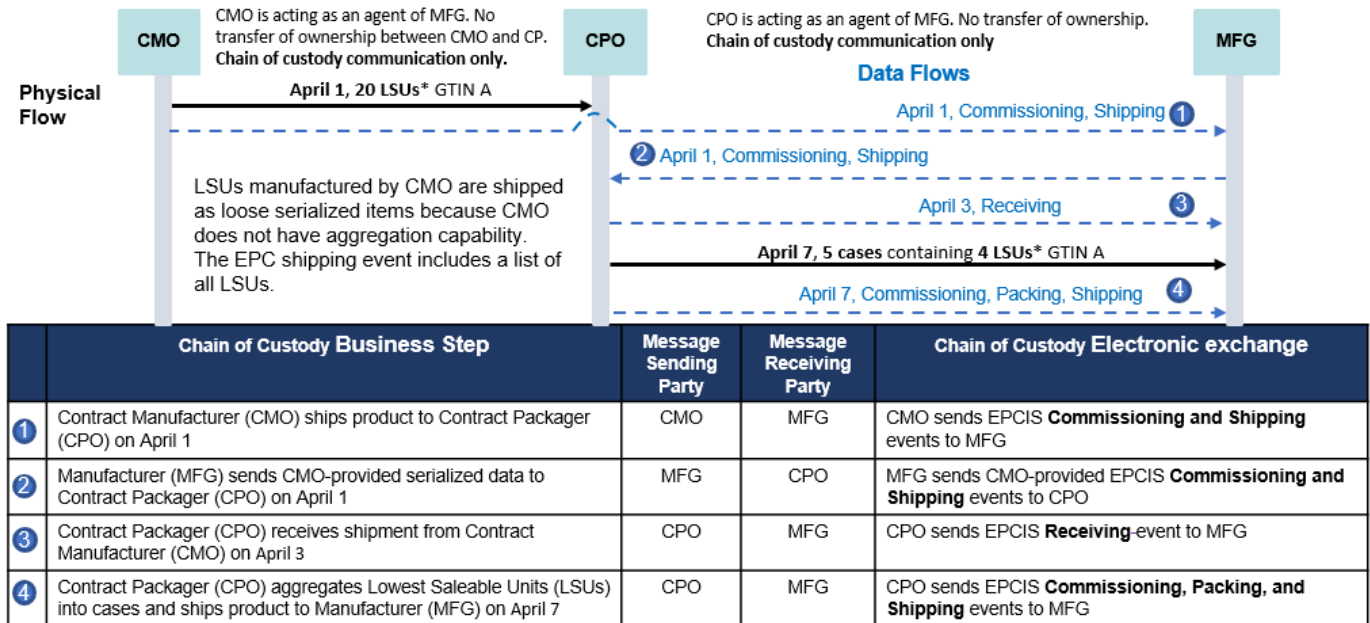 CMO
CMO is acting as an agent of MFG. No
transfer of ownership between CMO and CP.
Chain of custody communication only.
CPO
CPO is acting as an agent of MFG. No transfer of ownership.
Chain of custody communication only
MFG
Data Flows
Physical
Flow
April 1, 20 LSUs* GTIN A
April 1, Commissioning, Shipping 1
2 April 1, Commissioning, Shipping
LSUs manufactured by CMO are shipped
as loose serialized items because CMO
does not have aggregation capability.
The EPC shipping event includes a list of
all LSUs.
April 3, Receiving 3
April 7, 5 cases containing 4 LSUs* GTIN A
April 7, Commissioning, Packing, Shipping 4
Chain of Custody Business Step
Message
Sending
Party
Message
Receiving
Party
Chain of Custody Electronic exchange
1
Contract Manufacturer (CMO) ships product to Contract Packager
(CPO) on April 1
CMO
MFG
CMO sends EPCIS Commissioning and Shipping
events to MFG
2
Manufacturer (MFG) sends CMO-provided serialized data to
Contract Packager (CPO) on April 1
MFG
CPO
MFG sends CMO-provided EPCIS Commissioning and
Shipping events to CPO
3
Contract Packager (CPO) receives shipment from Contract
Manufacturer (CMO) on April 3
CPO
MFG
CPO sends EPCIS Receiving-event to MFG
4
Contract Packager (CPO) aggregates Lowest Saleable Units (LSUs)
into cases and ships product to Manufacturer (MFG) on April 7
CPO
MFG
CPO sends EPCIS Commissioning, Packing, and
Shipping events to MFG